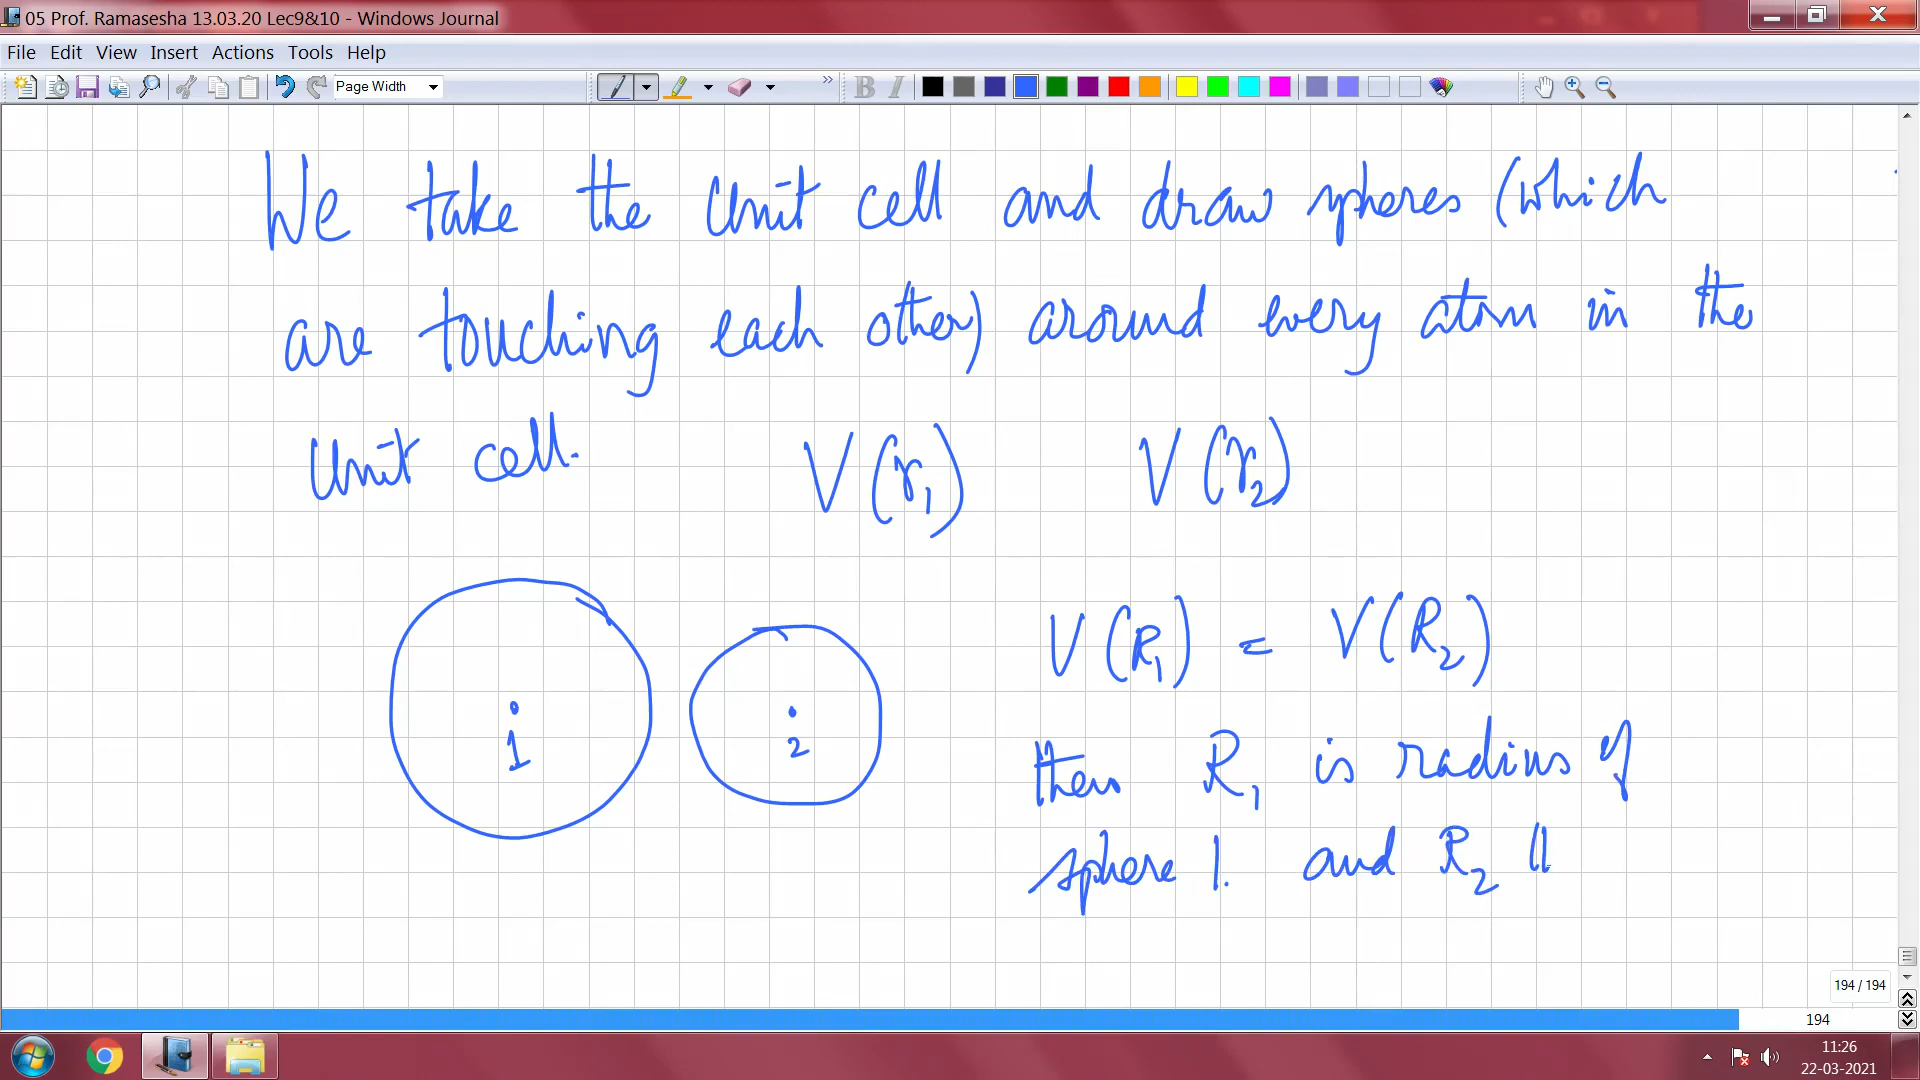 05 Prof. Ramasesha 13.03.20 Lec9&10 - Windows Journal
File Edit View Insert Actions Tools Help
Page Width
We take the Unit cell and draw spheres (which
are touching each other) around every atom in the
Unit cell. V(r₁) V(r₂)
V(R₁) = V(R₂)
1 2
then R₁ is radius of
sphere 1. and R₂
194 / 194
194
11:26
22-03-2021